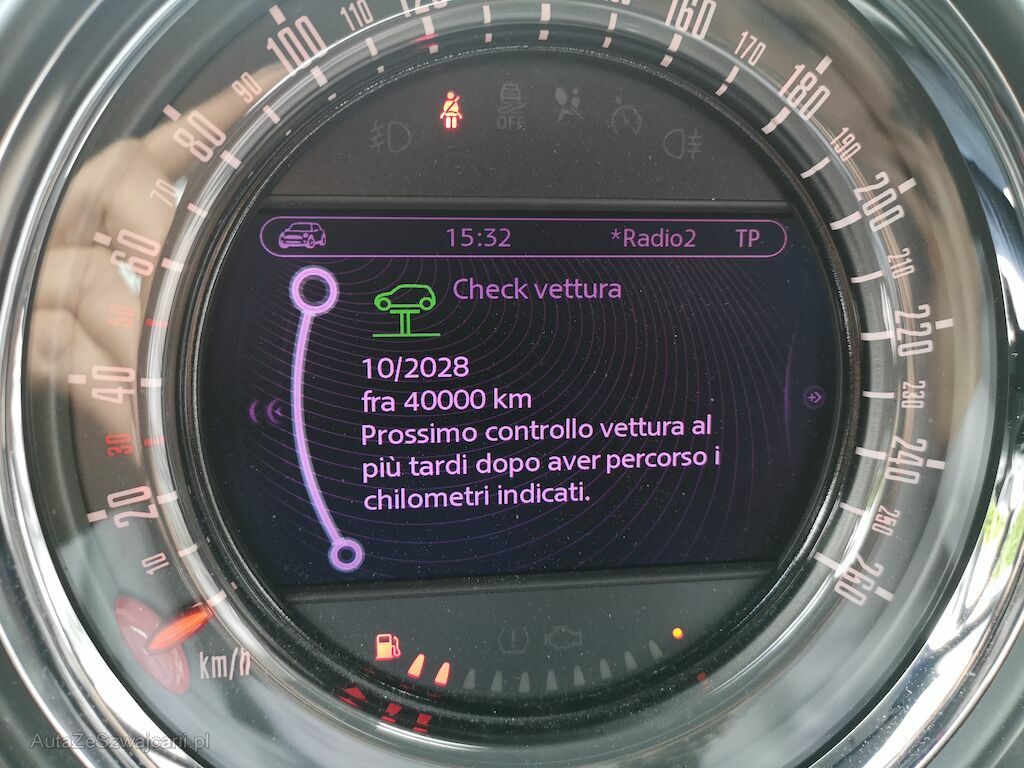 10
20
30
40
50
60
70
80
90
100
110
120
160
170
180
190
200
210
220
230
240
250
260
OFF
15:32 *Radio2 TP
Check vettura
10/2028
fra 40000 km
Prossimo controllo vettura al
più tardi dopo aver percorso i
chilometri indicati.
km/h
AutaZeSzwajcarii.pl